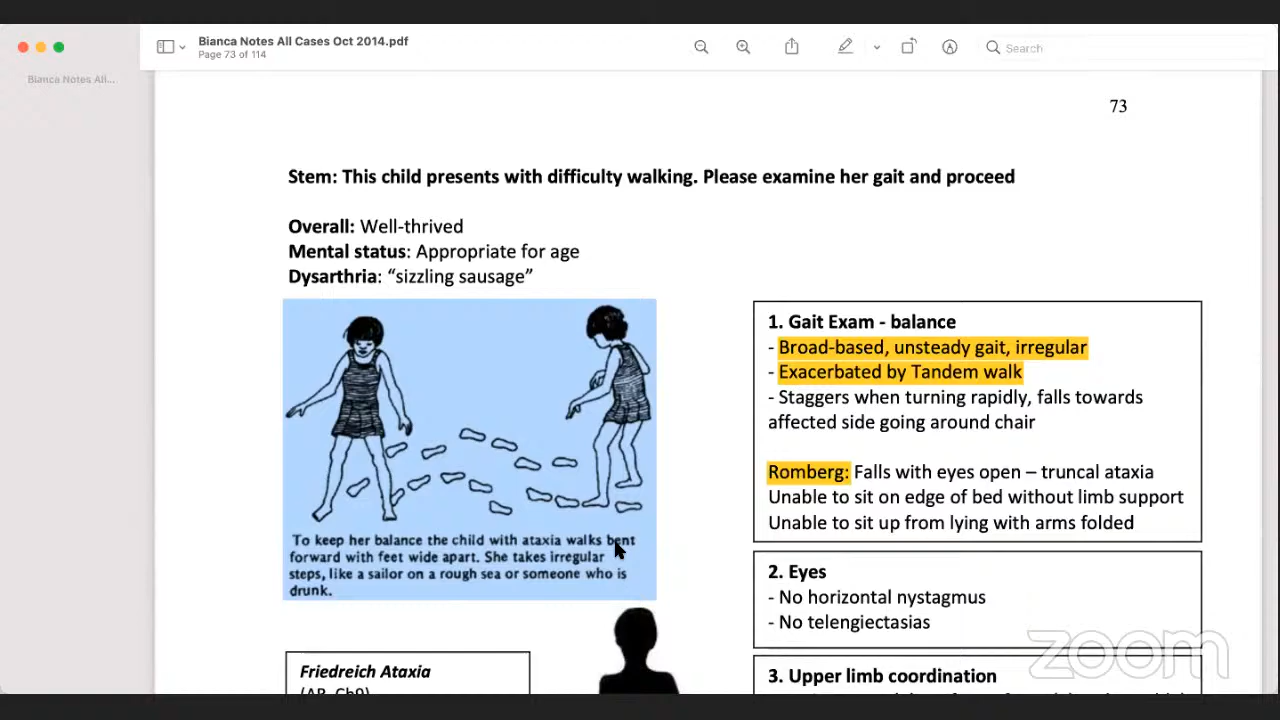 Bianca Notes All Cases Oct 2014.pdf
Page 73 of 114
Search
Bianca Notes All...
73
Stem: This child presents with difficulty walking. Please examine her gait and proceed
Overall: Well-thrived
Mental status: Appropriate for age
Dysarthria: “sizzling sausage”
To keep her balance the child with ataxia walks bent
forward with feet wide apart. She takes irregular
steps, like a sailor on a rough sea or someone who is
drunk.
Friedreich Ataxia
(AR, Ch9)
1. Gait Exam - balance
- Broad-based, unsteady gait, irregular
- Exacerbated by Tandem walk
- Staggers when turning rapidly, falls towards
affected side going around chair
Romberg: Falls with eyes open – truncal ataxia
Unable to sit on edge of bed without limb support
Unable to sit up from lying with arms folded
2. Eyes
- No horizontal nystagmus
- No telengiectasias
3. Upper limb coordination
zoom